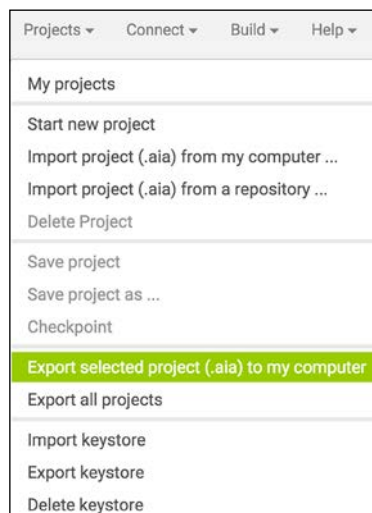 Projects ▾ Connect ▾ Build ▾ Help ▾
My projects
Start new project
Import project (.aia) from my computer ...
Import project (.aia) from a repository ...
Delete Project
Save project
Save project as ...
Checkpoint
Export selected project (.aia) to my computer
Export all projects
Import keystore
Export keystore
Delete keystore